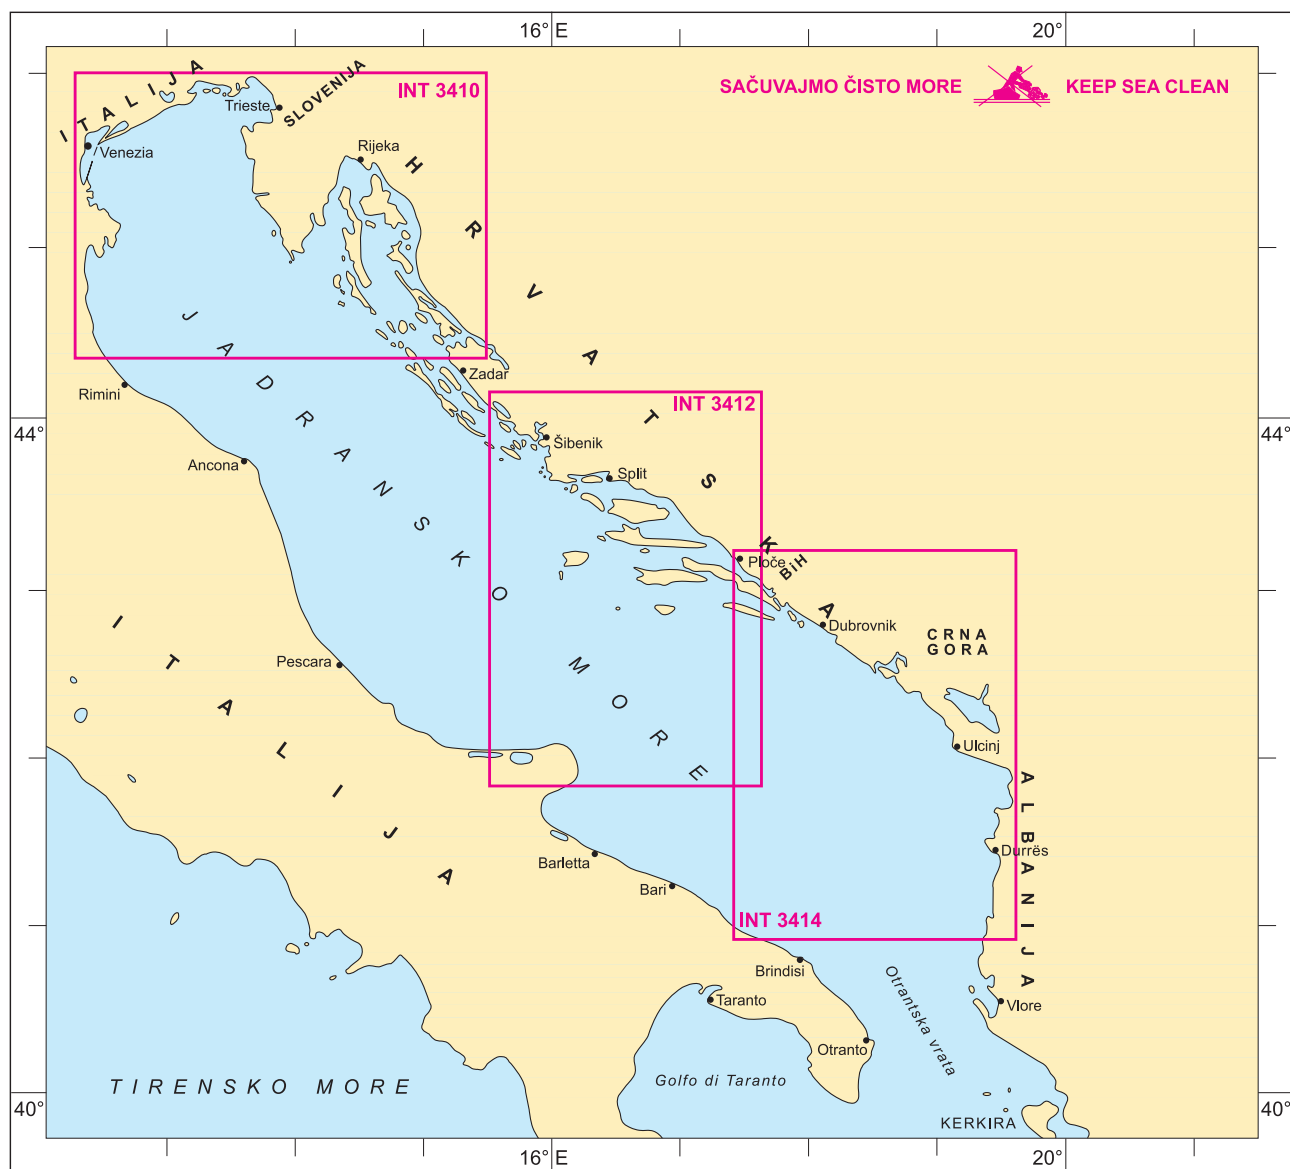 16° E
20°
SAČUVAJMO ČISTO MORE
KEEP SEA CLEAN
INT 3410
ITALIJA
SLOVENIJA
Trieste
Venezia
Rijeka
HRVATSKA
JADRANSKO MORE
Zadar
Rimini
INT 3412
44°
44°
Šibenik
Ancona
Split
Ploče
BiH
Dubrovnik
CRNA
GORA
ITALIJA
Pescara
Ulcinj
ALBANIJA
Barletta
Durrës
Bari
INT 3414
Brindisi
Otrantska vrata
Taranto
Vlore
Otranto
TIRENSKO MORE
Golfo di Taranto
40°
40°
KERKIRA
16° E
20°